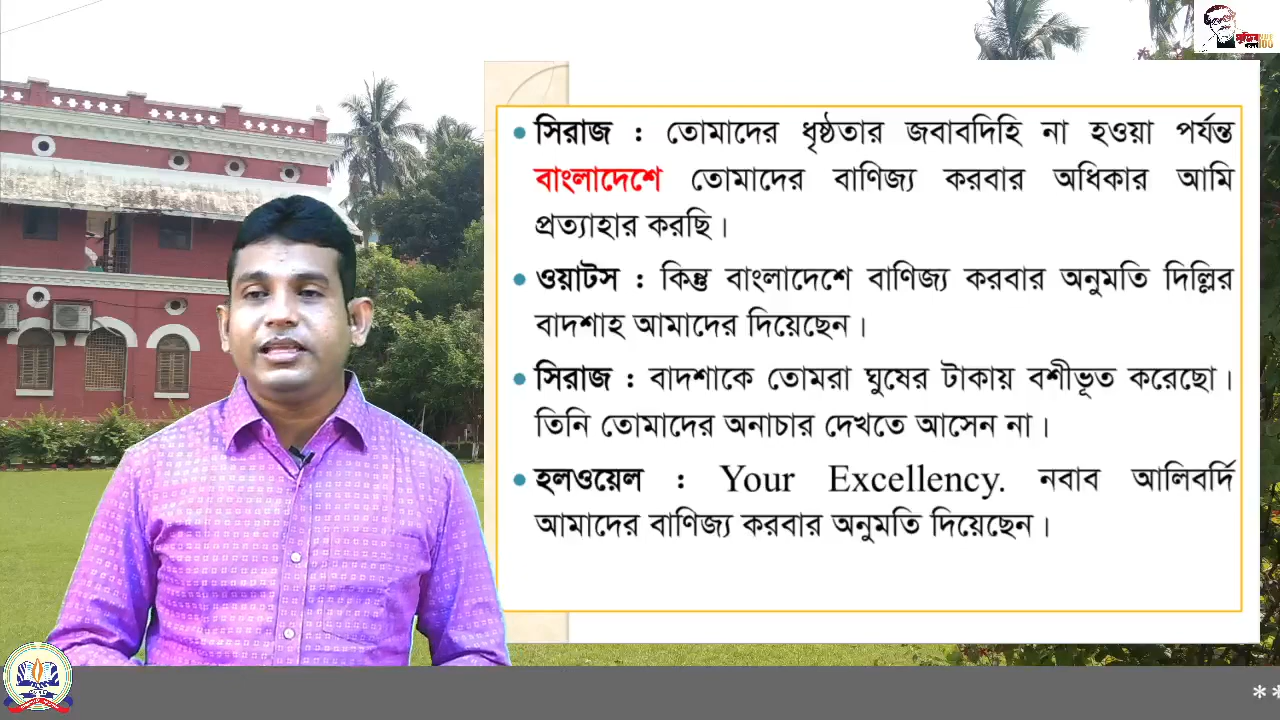 সিরাজ : তোমাদের ধৃষ্ঠতার জবাবদিহি না হওয়া পর্যন্ত
বাংলাদেশে তোমাদের বাণিজ্য করবার অধিকার আমি
প্রত্যাহার করছি।
ওয়াটস : কিন্তু বাংলাদেশে বাণিজ্য করবার অনুমতি দিল্লির
বাদশাহ আমাদের দিয়েছেন।
সিরাজ : বাদশাকে তোমরা ঘুষের টাকায় বশীভূত করেছো।
তিনি তোমাদের অনাচার দেখতে আসেন না।
হলওয়েল : Your Excellency. নবাব আলিবর্দি
আমাদের বাণিজ্য করবার অনুমতি দিয়েছেন।
**